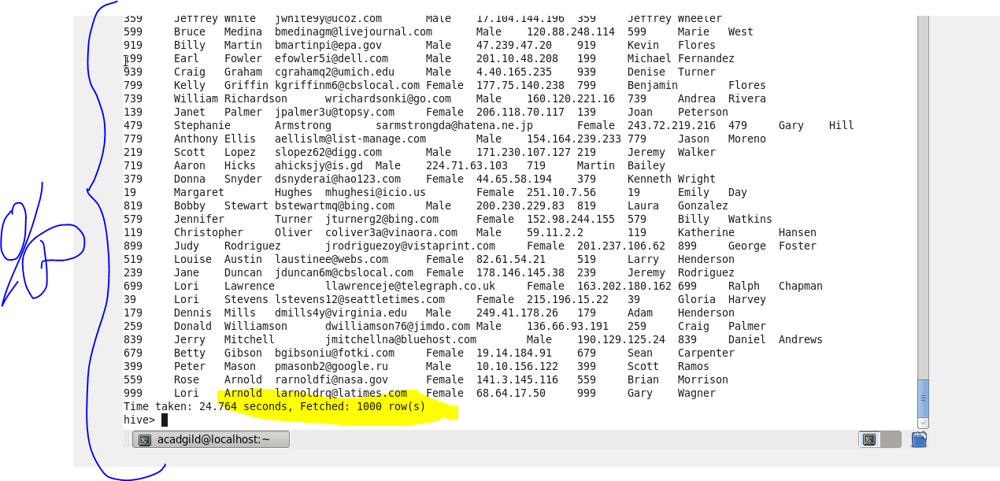 359 Jeffrey White jwhite9y@ucoz.com Male 17.104.144.196 359 Jeffrey Wheeler
599 Bruce Medina bmedinagm@livejournal.com Male 120.88.248.114 599 Marie West
919 Billy Martin bmartinpi@epa.gov Male 47.239.47.20 919 Kevin Flores
199 Earl Fowler efowler5i@dell.com Male 201.10.48.208 199 Michael Fernandez
939 Craig Graham cgrahamq2@umich.edu Male 4.40.165.235 939 Denise Turner
799 Kelly Griffin kgriffinm6@cbslocal.com Female 177.75.140.238 799 Benjamin Flores
739 William Richardson wrichardsonki@go.com Male 160.120.221.16 739 Andrea Rivera
139 Janet Palmer jpalmer3u@topsy.com Female 206.118.70.117 139 Joan Peterson
479 Stephanie Armstrong sarmstrongda@hatena.ne.jp Female 243.72.219.216 479 Gary Hill
779 Anthony Ellis aellislm@list-manage.com Male 154.164.239.233 779 Jason Moreno
219 Scott Lopez slopez62@digg.com Male 171.230.107.127 219 Jeremy Walker
719 Aaron Hicks ahicksjy@is.gd Male 224.71.63.103 719 Martin Bailey
379 Donna Snyder dsnyderai@hao123.com Female 44.65.58.194 379 Kenneth Wright
19 Margaret Hughes mhughesi@icio.us Female 251.10.7.56 19 Emily Day
819 Bobby Stewart bstewartmq@bing.com Male 200.230.229.83 819 Laura Gonzalez
579 Jennifer Turner jturnerg2@bing.com Female 152.98.244.155 579 Billy Watkins
119 Christopher Oliver coliver3a@vinaora.com Male 59.11.2.2 119 Katherine Hansen
899 Judy Rodriguez jrodriguezoy@vistaprint.com Female 201.237.106.62 899 George Foster
519 Louise Austin laustinee@webs.com Female 82.61.54.21 519 Larry Henderson
239 Jane Duncan jduncan6m@cbslocal.com Female 178.146.145.38 239 Jeremy Rodriguez
699 Lori Lawrence llawrenceje@telegraph.co.uk Female 163.202.180.162 699 Ralph Chapman
39 Lori Stevens lstevens12@seattletimes.com Female 215.196.15.22 39 Gloria Harvey
179 Dennis Mills dmills4y@virginia.edu Male 249.41.178.26 179 Adam Henderson
259 Donald Williamson dwilliamson76@jimdo.com Male 136.66.93.191 259 Craig Palmer
839 Jerry Mitchell jmitchellna@bluehost.com Male 190.129.125.24 839 Daniel Andrews
679 Betty Gibson bgibsoniu@fotki.com Female 19.14.184.91 679 Sean Carpenter
399 Peter Mason pmasonb2@google.ru Male 10.10.156.122 399 Scott Ramos
559 Rose Arnold rarnoldfi@nasa.gov Female 141.3.145.116 559 Brian Morrison
999 Lori Arnold larnoldrq@latimes.com Female 68.64.17.50 999 Gary Wagner
Time taken: 24.764 seconds, Fetched: 1000 row(s)
hive>
acadgild@localhost:~